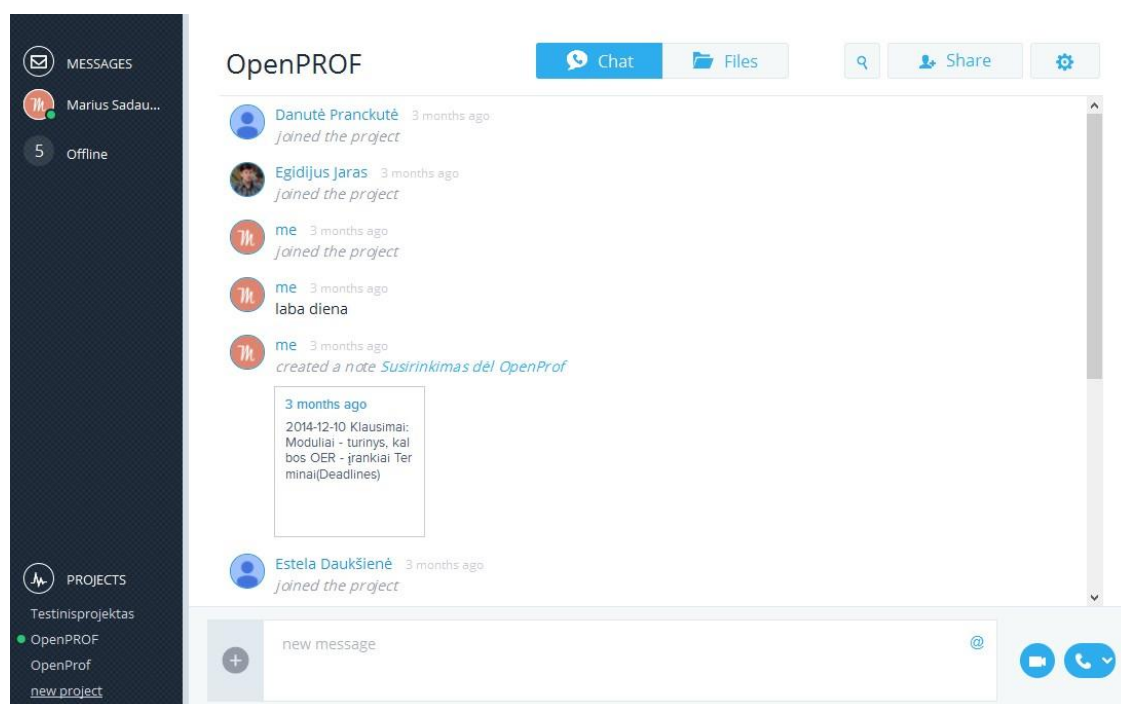 MESSAGES
Marius Sadau...
5 Offline
PROJECTS
Testinisprojektas
OpenPROF
OpenProf
new project
OpenPROF
Chat
Files
Share
Danutė Pranckutė 3 months ago
joined the project
Egidijus Jaras 3 months ago
joined the project
me 3 months ago
joined the project
me 3 months ago
laba diena
me 3 months ago
created a note Susirinkimas dėl OpenProf
3 months ago
2014-12-10 Klausimai:
Moduliai - turinys, kal
bos OER - įrankiai Ter
minai(Deadlines)
Estela Daukšienė 3 months ago
joined the project
new message
@